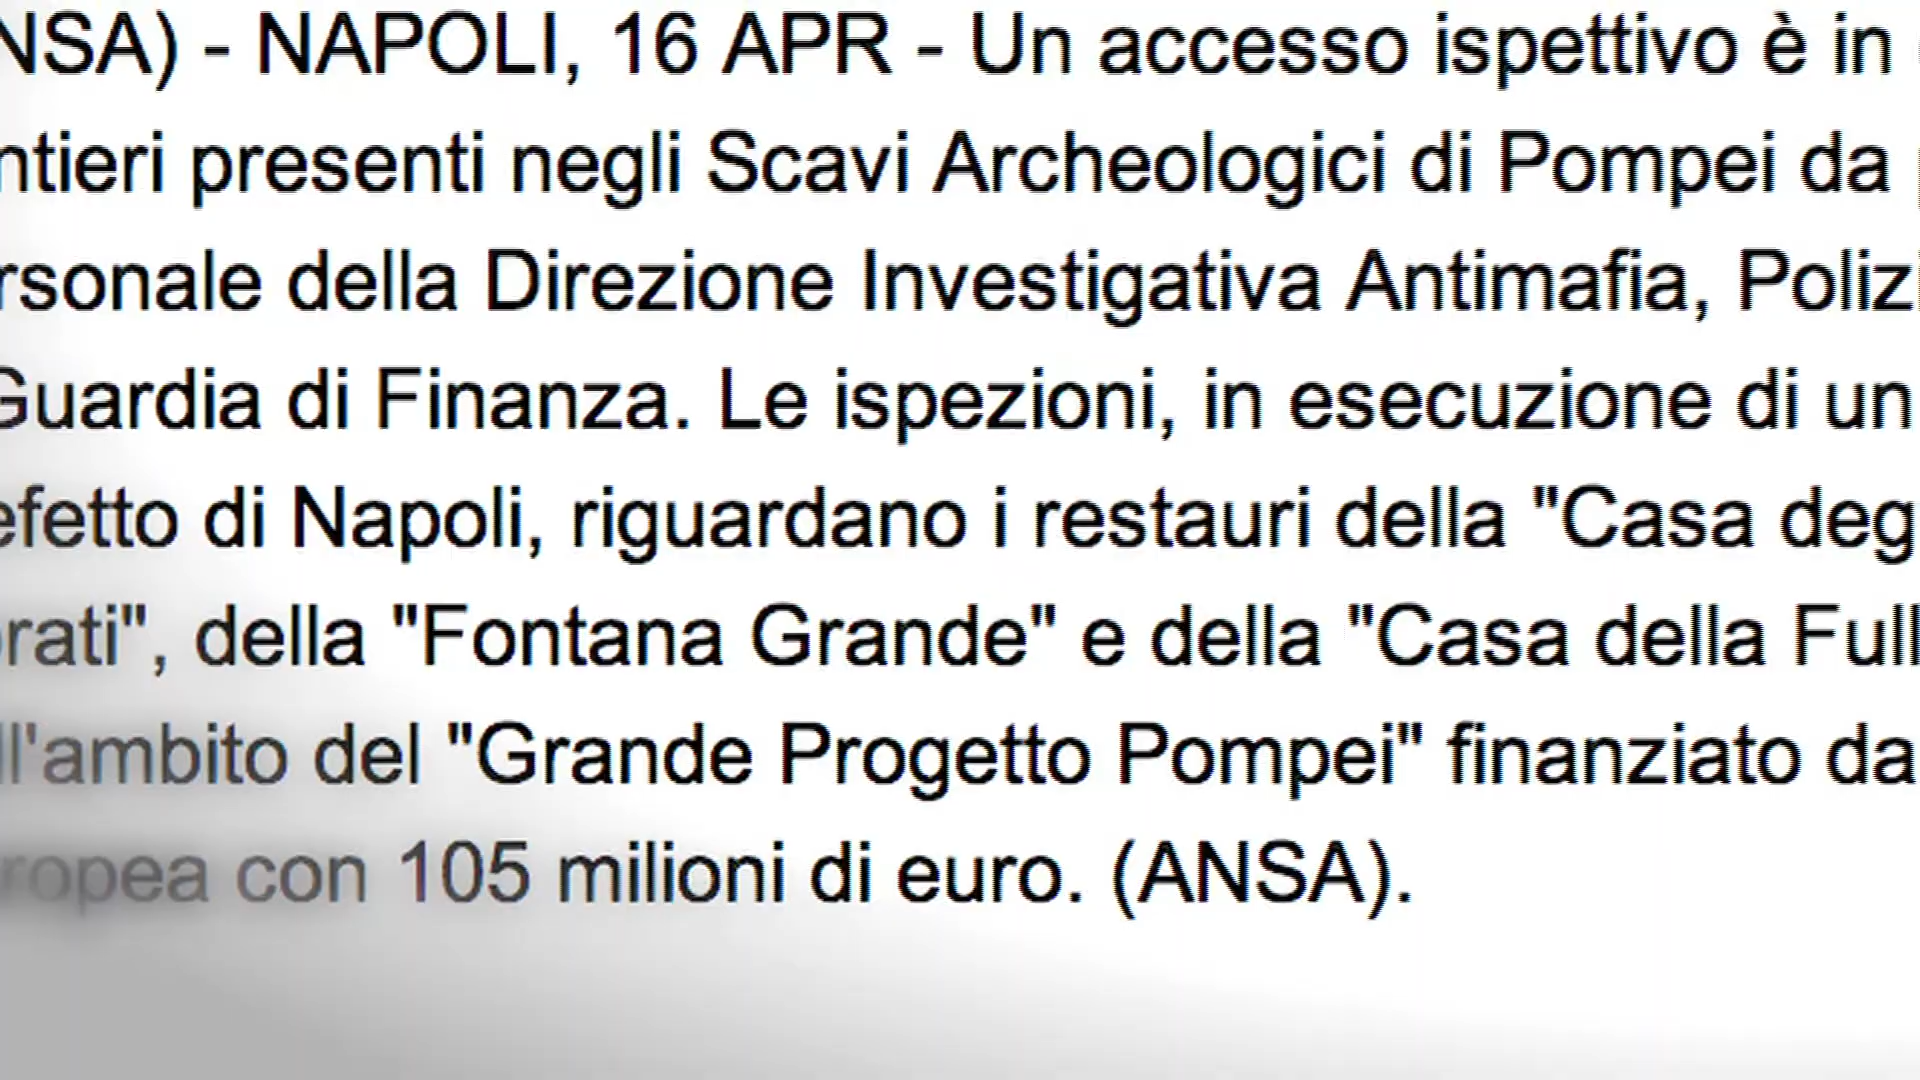 NSA) - NAPOLI, 16 APR - Un accesso ispettivo è in
ntieri presenti negli Scavi Archeologici di Pompei da
rsonale della Direzione Investigativa Antimafia, Polizi
Guardia di Finanza. Le ispezioni, in esecuzione di un
efetto di Napoli, riguardano i restauri della "Casa deg
rati", della "Fontana Grande" e della "Casa della Full
ll'ambito del "Grande Progetto Pompei" finanziato da
ropea con 105 milioni di euro. (ANSA).